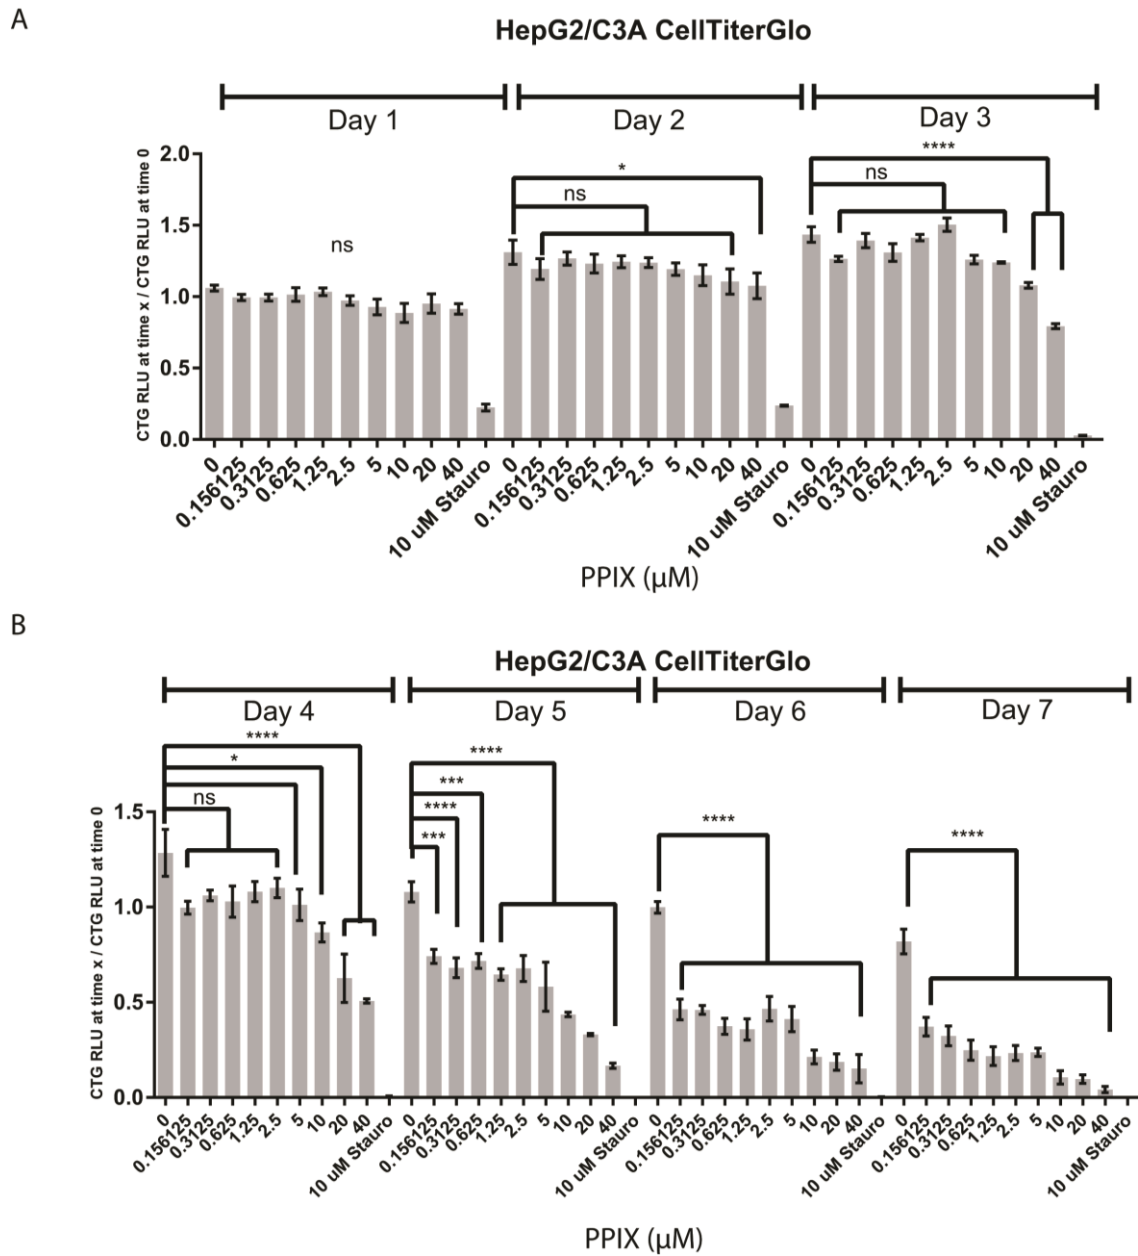 A
HepG2/C3A CellTiterGlo
Day 1 Day 2 Day 3
CTG RLU at time x / CTG RLU at time 0
2.0
1.5
1.0
0.5
0.0
ns
*
ns
****
ns
0 0.156125 0.3125 0.625 1.25 2.5 5 10 20 40 10 uM Stauro 0 0.156125 0.3125 0.625 1.25 2.5 5 10 20 40 10 uM Stauro 0 0.156125 0.3125 0.625 1.25 2.5 5 10 20 40 10 uM Stauro
PPIX (µM)
B
HepG2/C3A CellTiterGlo
Day 4 Day 5 Day 6 Day 7
CTG RLU at time x / CTG RLU at time 0
1.5
1.0
0.5
0.0
****
*
ns
****
***
****
***
****
****
0 0.156125 0.3125 0.625 1.25 2.5 5 10 20 40 10 uM Stauro 0 0.156125 0.3125 0.625 1.25 2.5 5 10 20 40 10 uM Stauro 0 0.156125 0.3125 0.625 1.25 2.5 5 10 20 40 10 uM Stauro 0 0.156125 0.3125 0.625 1.25 2.5 5 10 20 40 10 uM Stauro
PPIX (µM)